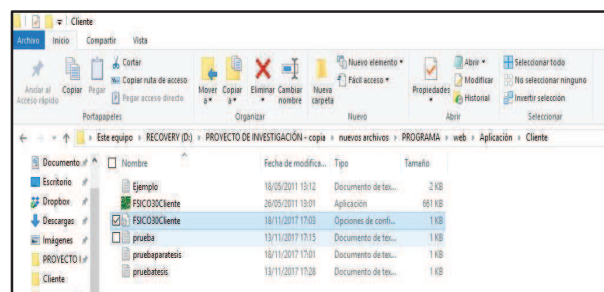 Cliente
Archivo Inicio Compartir Vista
Anclar al Acceso rápido
Copiar
Pegar
Cortar
Copiar ruta de acceso
Pegar acceso directo
Portapapeles
Mover a
Copiar a
Eliminar
Cambiar nombre
Organizar
Nueva carpeta
Nuevo elemento
Fácil acceso
Nuevo
Propiedades
Abrir
Modificar
Historial
Abrir
Seleccionar todo
No seleccionar ninguno
Invertir selección
Seleccionar
Este equipo › RECOVERY (D:) › PROYECTO DE INVESTIGACIÓN - copia › nuevos archivos › PROGRAMA › web › Aplicación › Cliente
Documento
Escritorio
Dropbox
Descargas
Imágenes
PROYECTO I
Cliente
Nombre Fecha de modifica... Tipo Tamaño
Ejemplo 18/05/2011 13:12 Documento de tex... 2 KB
FSICO30Cliente 26/05/2011 13:01 Aplicación 661 KB
FSICO30Cliente 18/11/2017 17:03 Opciones de confi... 1 KB
prueba 13/11/2017 17:15 Documento de tex... 1 KB
pruebaparatesis 18/11/2017 17:01 Documento de tex... 1 KB
pruebatesis 13/11/2017 17:28 Documento de tex... 1 KB